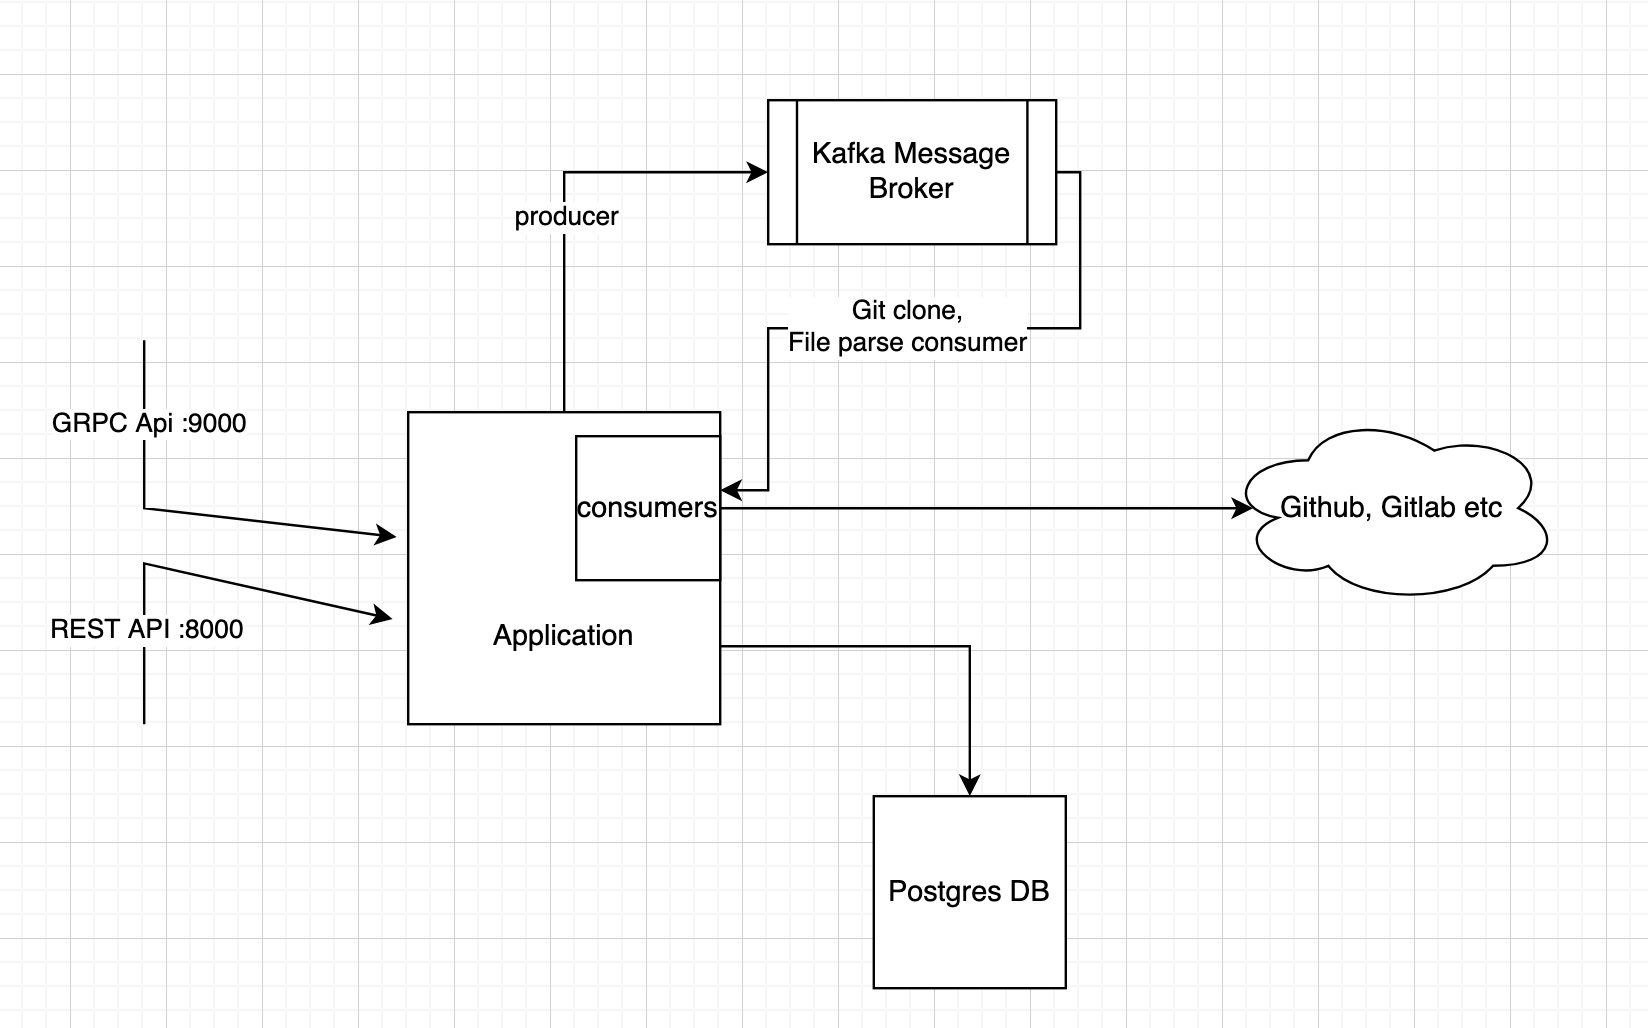 Kafka Message
Broker
producer
Git clone,
File parse consumer
GRPC Api :9000
consumers
Github, Gitlab etc
REST API :8000
Application
Postgres DB